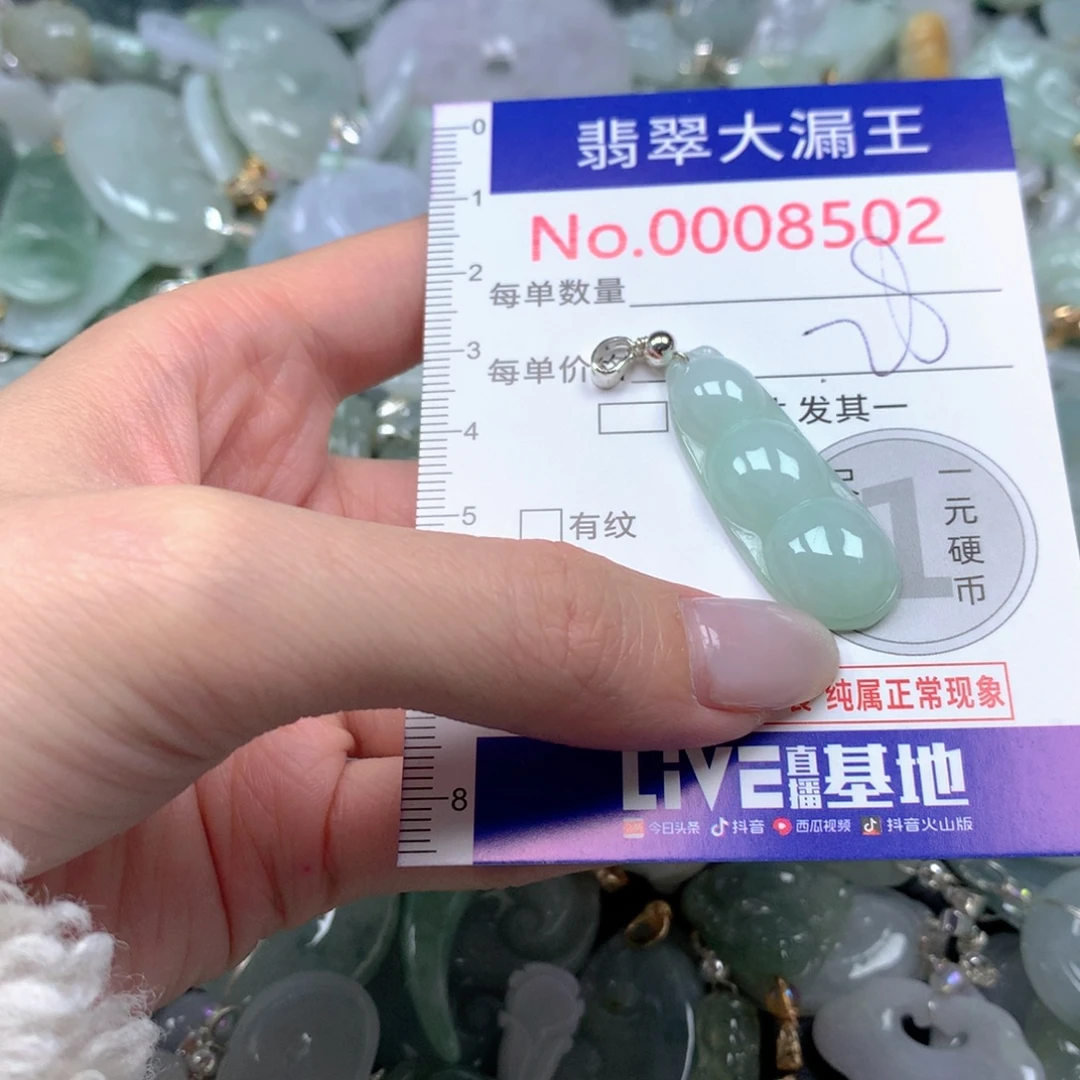 0
翡翠大漏王
1
No.0008502
2
每单数量
28
3
每单价
4
发其一
一元硬币
1
5
有纹
纯属正常现象
LIVE直播基地
8
今日头条 抖音 西瓜视频 抖音火山版